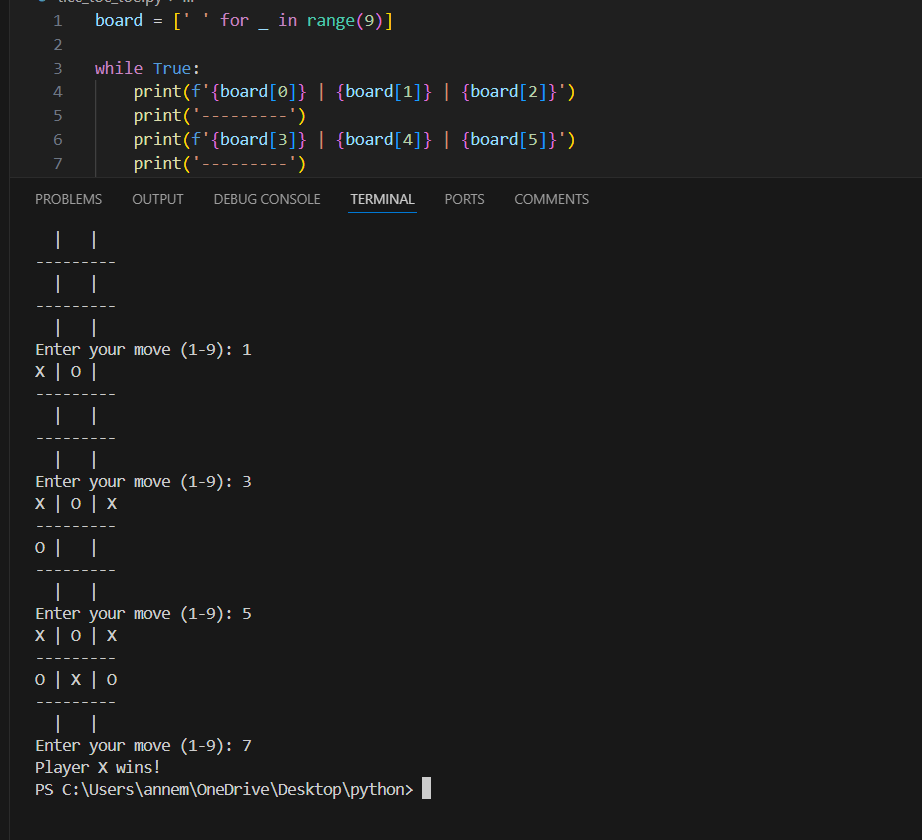 1 board = [' ' for _ in range(9)]
2
3 while True:
4 print(f'{board[0]} | {board[1]} | {board[2]}')
5 print('---------')
6 print(f'{board[3]} | {board[4]} | {board[5]}')
7 print('---------')
PROBLEMS OUTPUT DEBUG CONSOLE TERMINAL PORTS COMMENTS
  |   |
---------
  |   |
---------
  |   |
Enter your move (1-9): 1
X | O |
---------
  |   |
---------
  |   |
Enter your move (1-9): 3
X | O | X
---------
O |   |
---------
  |   |
Enter your move (1-9): 5
X | O | X
---------
O | X | O
---------
  |   |
Enter your move (1-9): 7
Player X wins!
PS C:\Users\annem\OneDrive\Desktop\python>